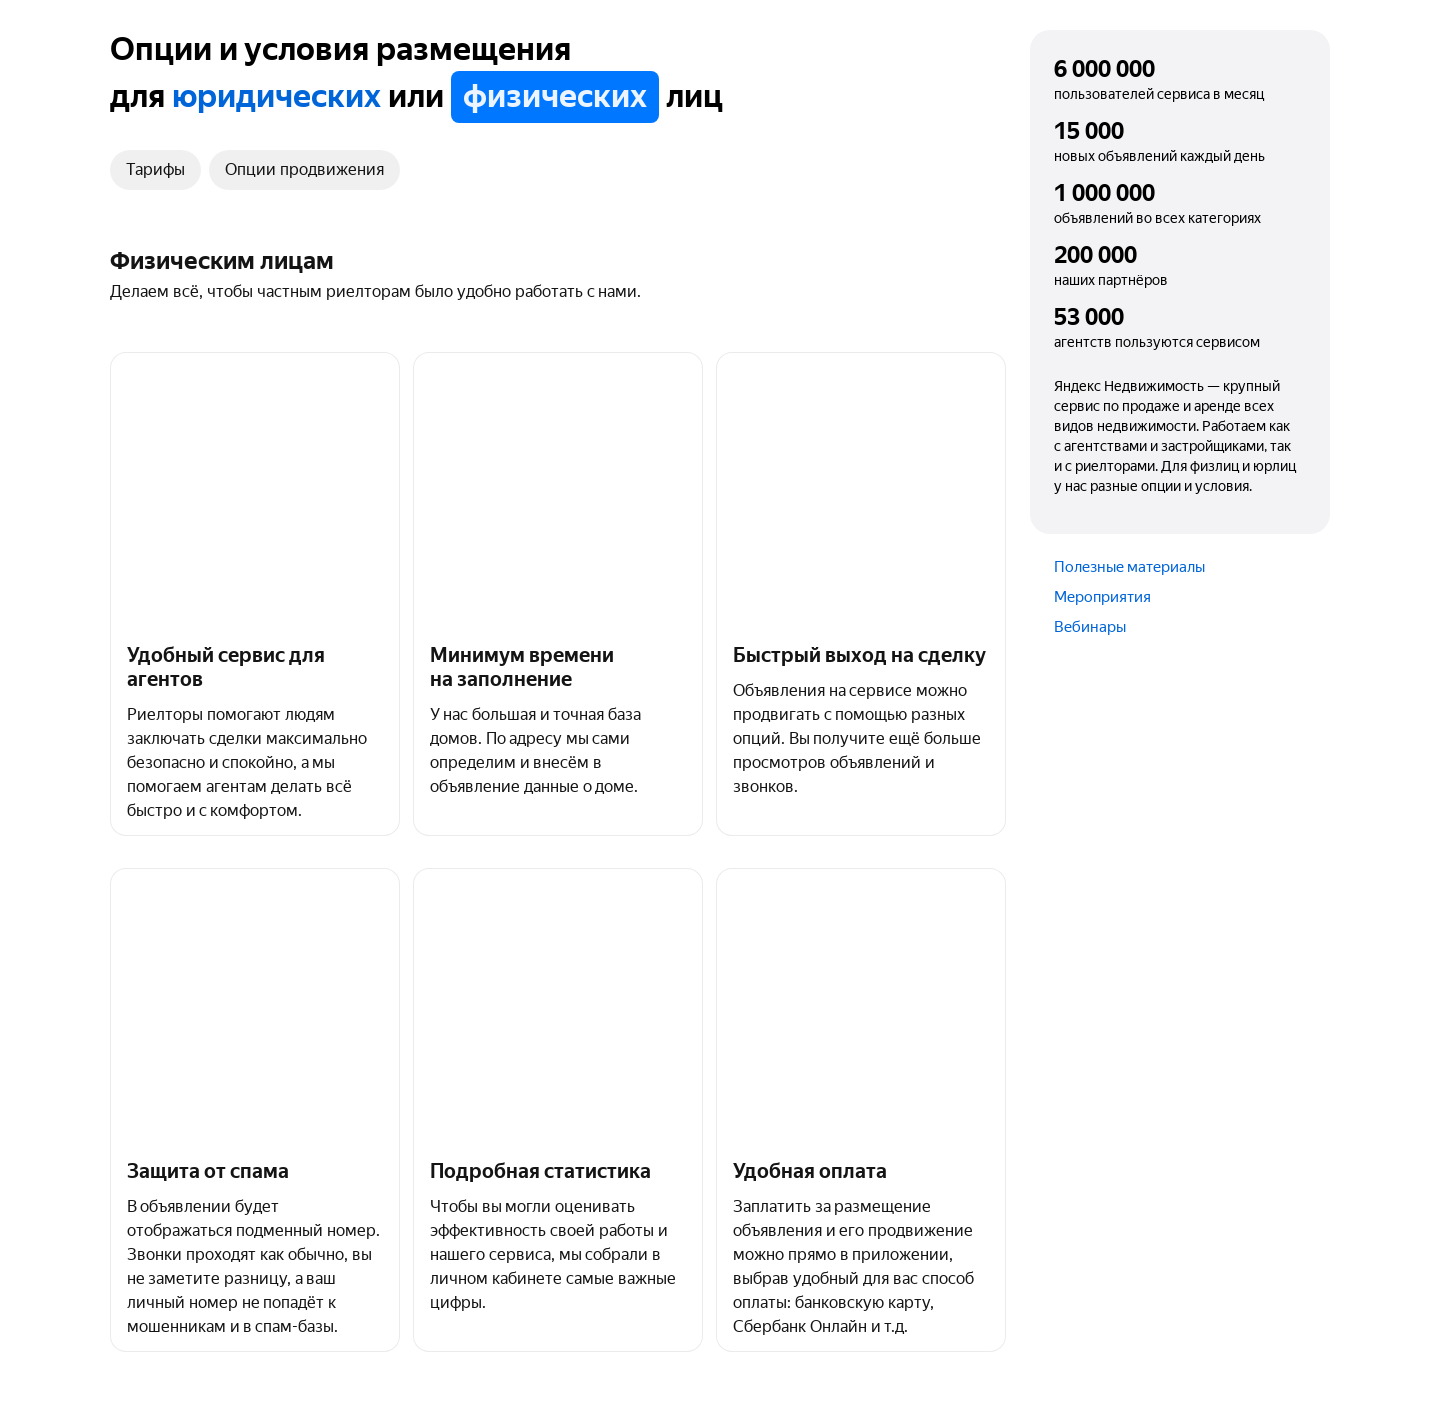 Опции и условия размещения
для юридических или физических лиц
Тарифы
Опции продвижения
Физическим лицам
Делаем всё, чтобы частным риелторам было удобно работать с нами.
Удобный сервис для
агентов
Риелторы помогают людям
заключать сделки максимально
безопасно и спокойно, а мы
помогаем агентам делать всё
быстро и с комфортом.
Минимум времени
на заполнение
У нас большая и точная база
домов. По адресу мы сами
определим и внесём в
объявление данные о доме.
Быстрый выход на сделку
Объявления на сервисе можно
продвигать с помощью разных
опций. Вы получите ещё больше
просмотров объявлений и
звонков.
Защита от спама
В объявлении будет
отображаться подменный номер.
Звонки проходят как обычно, вы
не заметите разницу, а ваш
личный номер не попадёт к
мошенникам и в спам-базы.
Подробная статистика
Чтобы вы могли оценивать
эффективность своей работы и
нашего сервиса, мы собрали в
личном кабинете самые важные
цифры.
Удобная оплата
Заплатить за размещение
объявления и его продвижение
можно прямо в приложении,
выбрав удобный для вас способ
оплаты: банковскую карту,
Сбербанк Онлайн и т.д.
6 000 000
пользователей сервиса в месяц
15 000
новых объявлений каждый день
1 000 000
объявлений во всех категориях
200 000
наших партнёров
53 000
агентств пользуются сервисом
Яндекс Недвижимость — крупный
сервис по продаже и аренде всех
видов недвижимости. Работаем как
с агентствами и застройщиками, так
и с риелторами. Для физлиц и юрлиц
у нас разные опции и условия.
Полезные материалы
Мероприятия
Вебинары